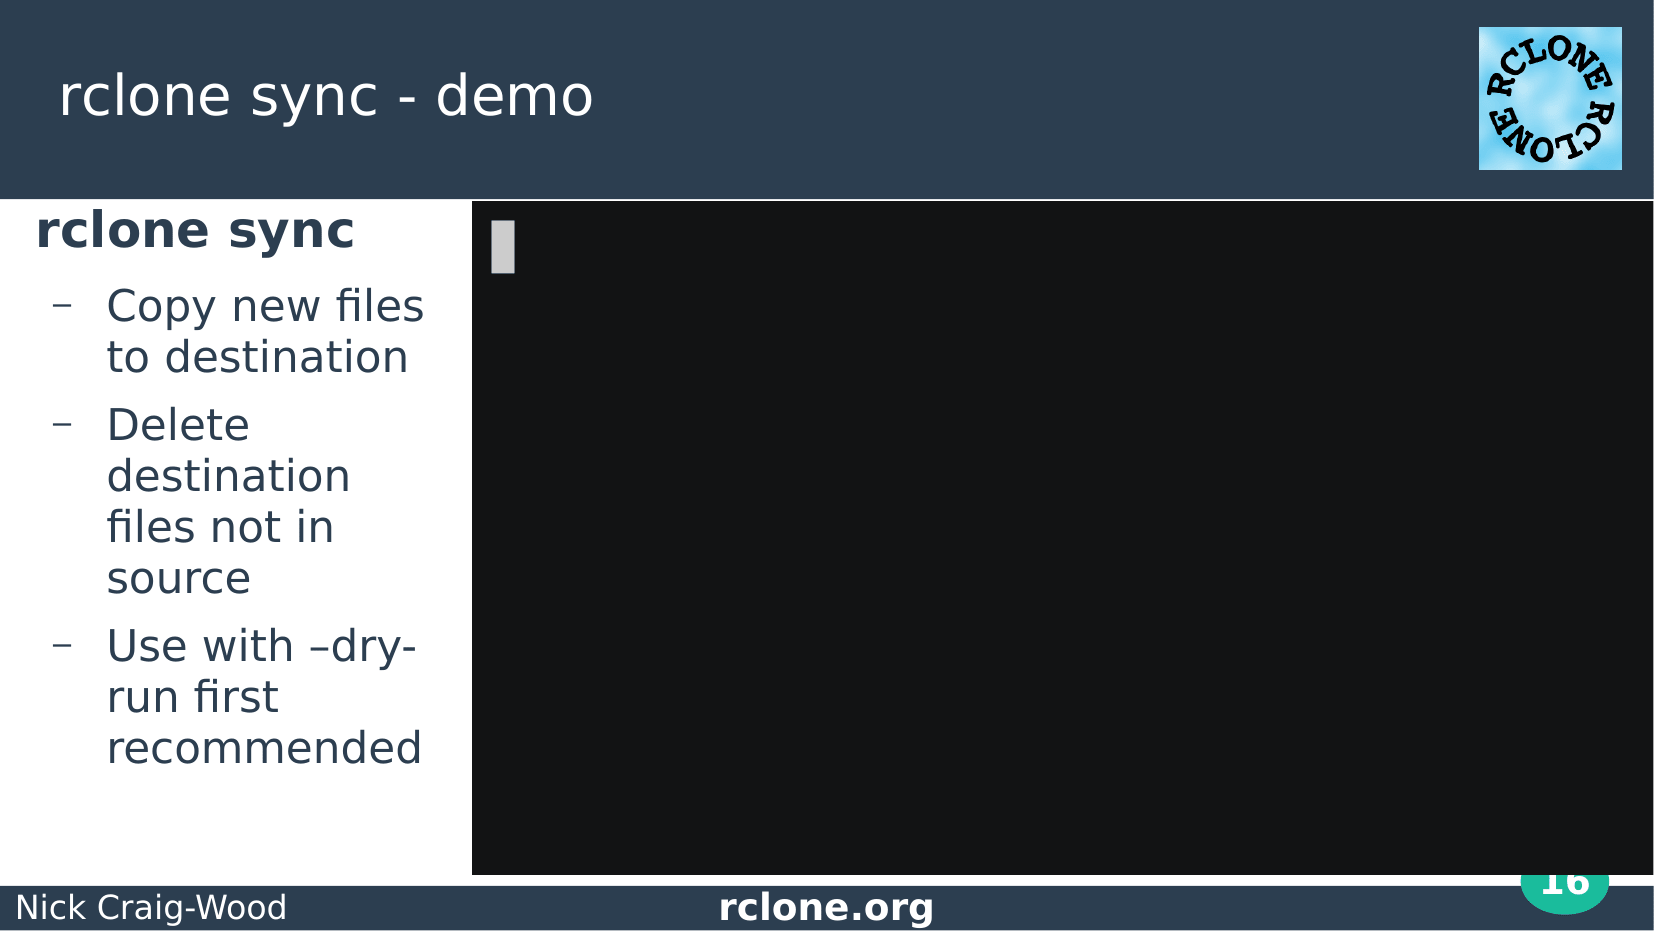 rclone sync - demo
RCLONE RCLONE
rclone sync
– Copy new files
to destination
– Delete
destination
files not in
source
– Use with –dry-
run first
recommended
Nick Craig-Wood
rclone.org
16